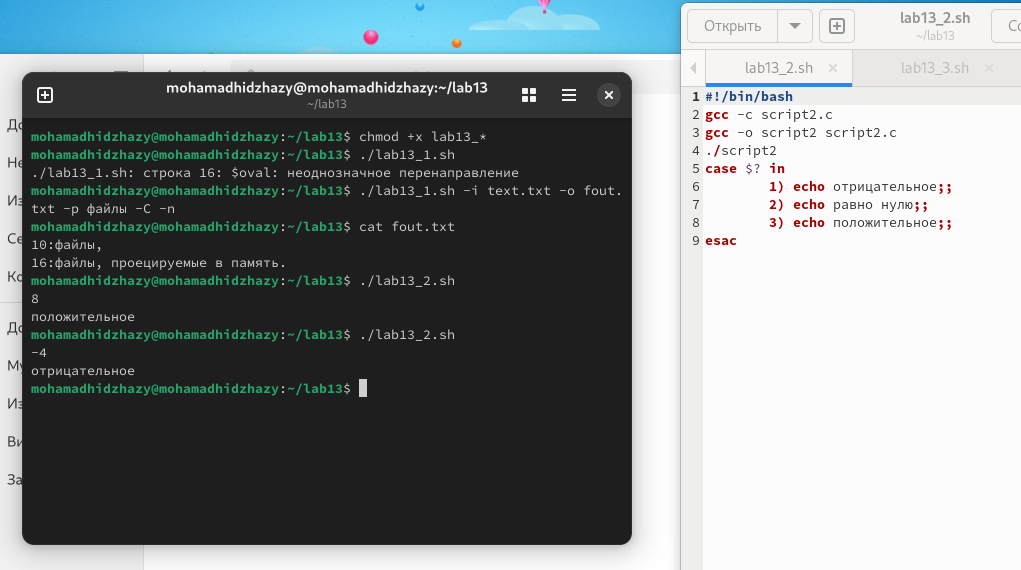 mohamadhidzhazy@mohamadhidzhazy:~/lab13
~/lab13
mohamadhidzhazy@mohamadhidzhazy:~/lab13$ chmod +x lab13_*
mohamadhidzhazy@mohamadhidzhazy:~/lab13$ ./lab13_1.sh
./lab13_1.sh: строка 16: $oval: неоднозначное перенаправление
mohamadhidzhazy@mohamadhidzhazy:~/lab13$ ./lab13_1.sh -i text.txt -o fout.
txt -p файлы -C -n
mohamadhidzhazy@mohamadhidzhazy:~/lab13$ cat fout.txt
10:файлы,
16:файлы, проецируемые в память.
mohamadhidzhazy@mohamadhidzhazy:~/lab13$ ./lab13_2.sh
8
положительное
mohamadhidzhazy@mohamadhidzhazy:~/lab13$ ./lab13_2.sh
-4
отрицательное
mohamadhidzhazy@mohamadhidzhazy:~/lab13$
Открыть
lab13_2.sh
~/lab13
lab13_2.sh ×
lab13_3.sh ×
1 #!/bin/bash
2 gcc -c script2.c
3 gcc -o script2 script2.c
4 ./script2
5 case $? in
6 1) echo отрицательное;;
7 2) echo равно нулю;;
8 3) echo положительное;;
9 esac